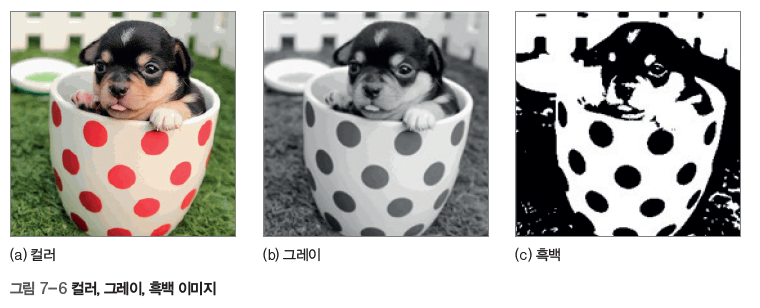 (a) 컬러
(b) 그레이
(c) 흑백
그림 7-6 컬러, 그레이, 흑백 이미지